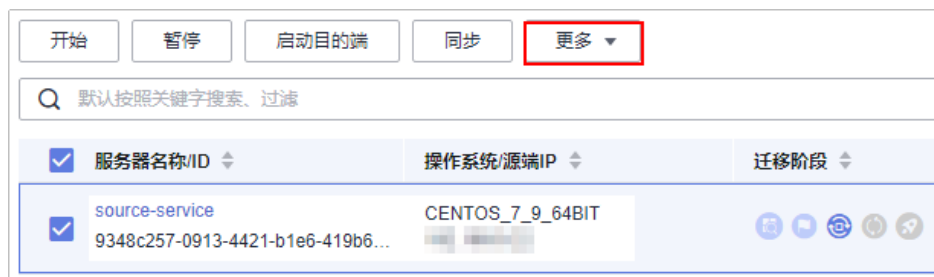 开始 暂停 启动目的端 同步 更多
默认按照关键字搜索、过滤
服务器名称/ID 操作系统/源端IP 迁移阶段
source-service CENTOS_7_9_64BIT
9348c257-0913-4421-b1e6-419b6...